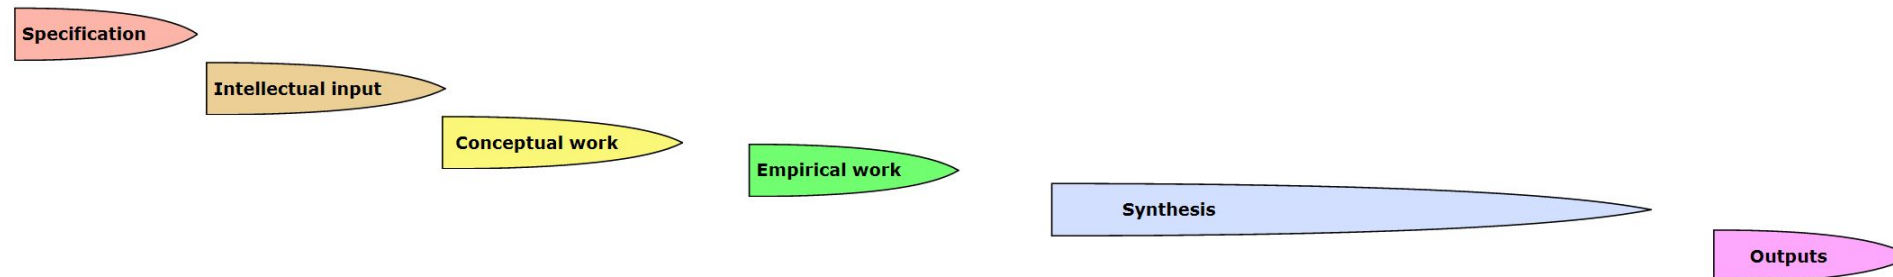 Specification
Intellectual input
Conceptual work
Empirical work
Synthesis
Outputs